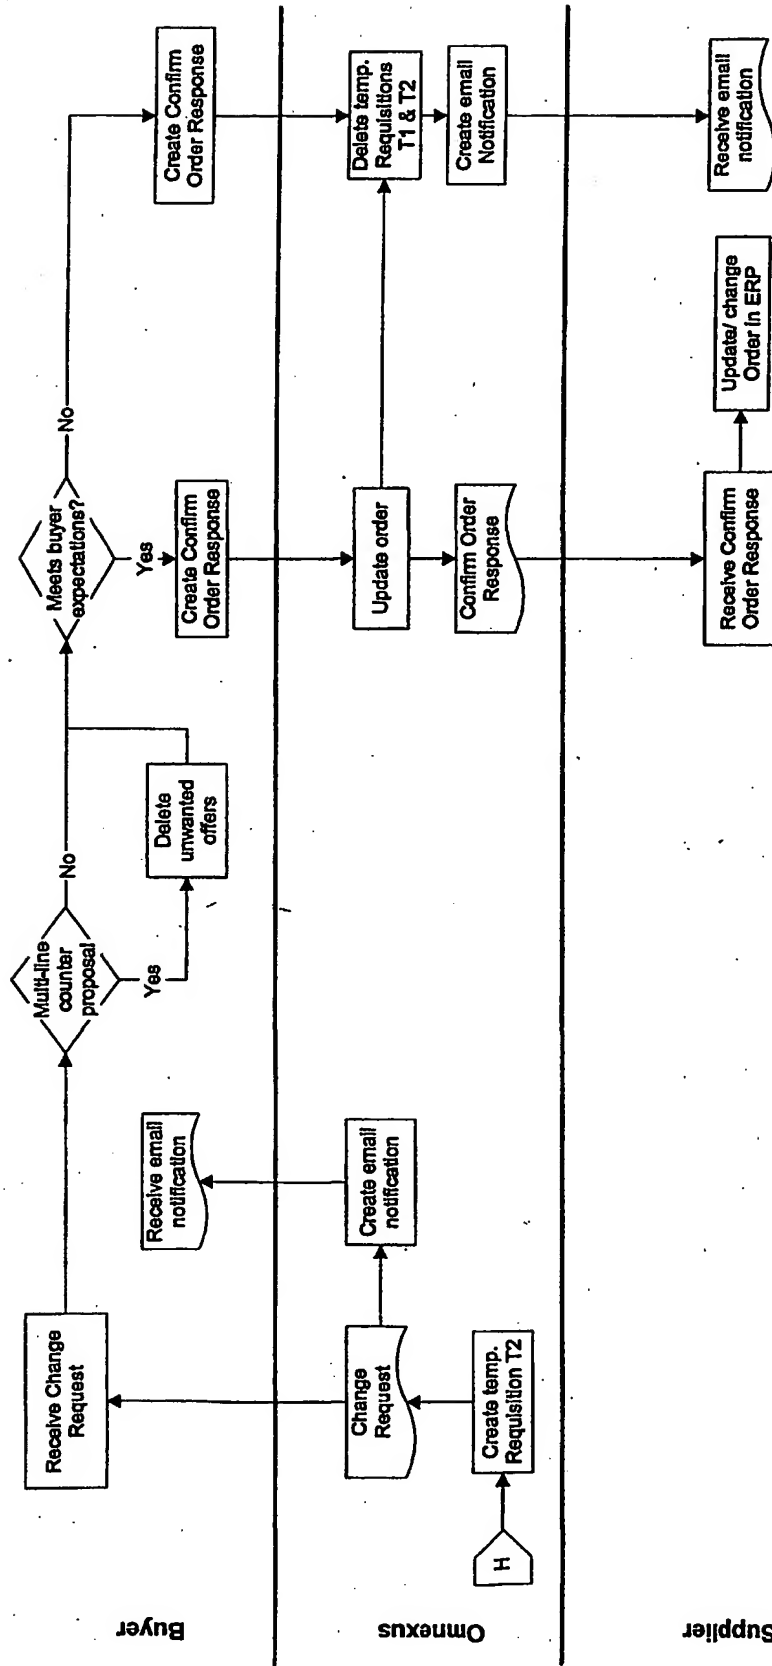 Buyer
Receive Change
Request
Receive email
notification
Multi-line
counter
proposal
No
Yes
Delete
unwanted
offers
Meets buyer
expectations?
No
Yes
Create Confirm
Order Response
Create Confirm
Order Response
Omnexus
H
Create temp.
Requisition T2
Change
Request
Create email
notification
Update order
Confirm Order
Response
Delete temp.
Requisitions
T1 & T2
Create email
Notification
Supplier
Receive Confirm
Order Response
Update/ change
Order in ERP
Receive email
notification